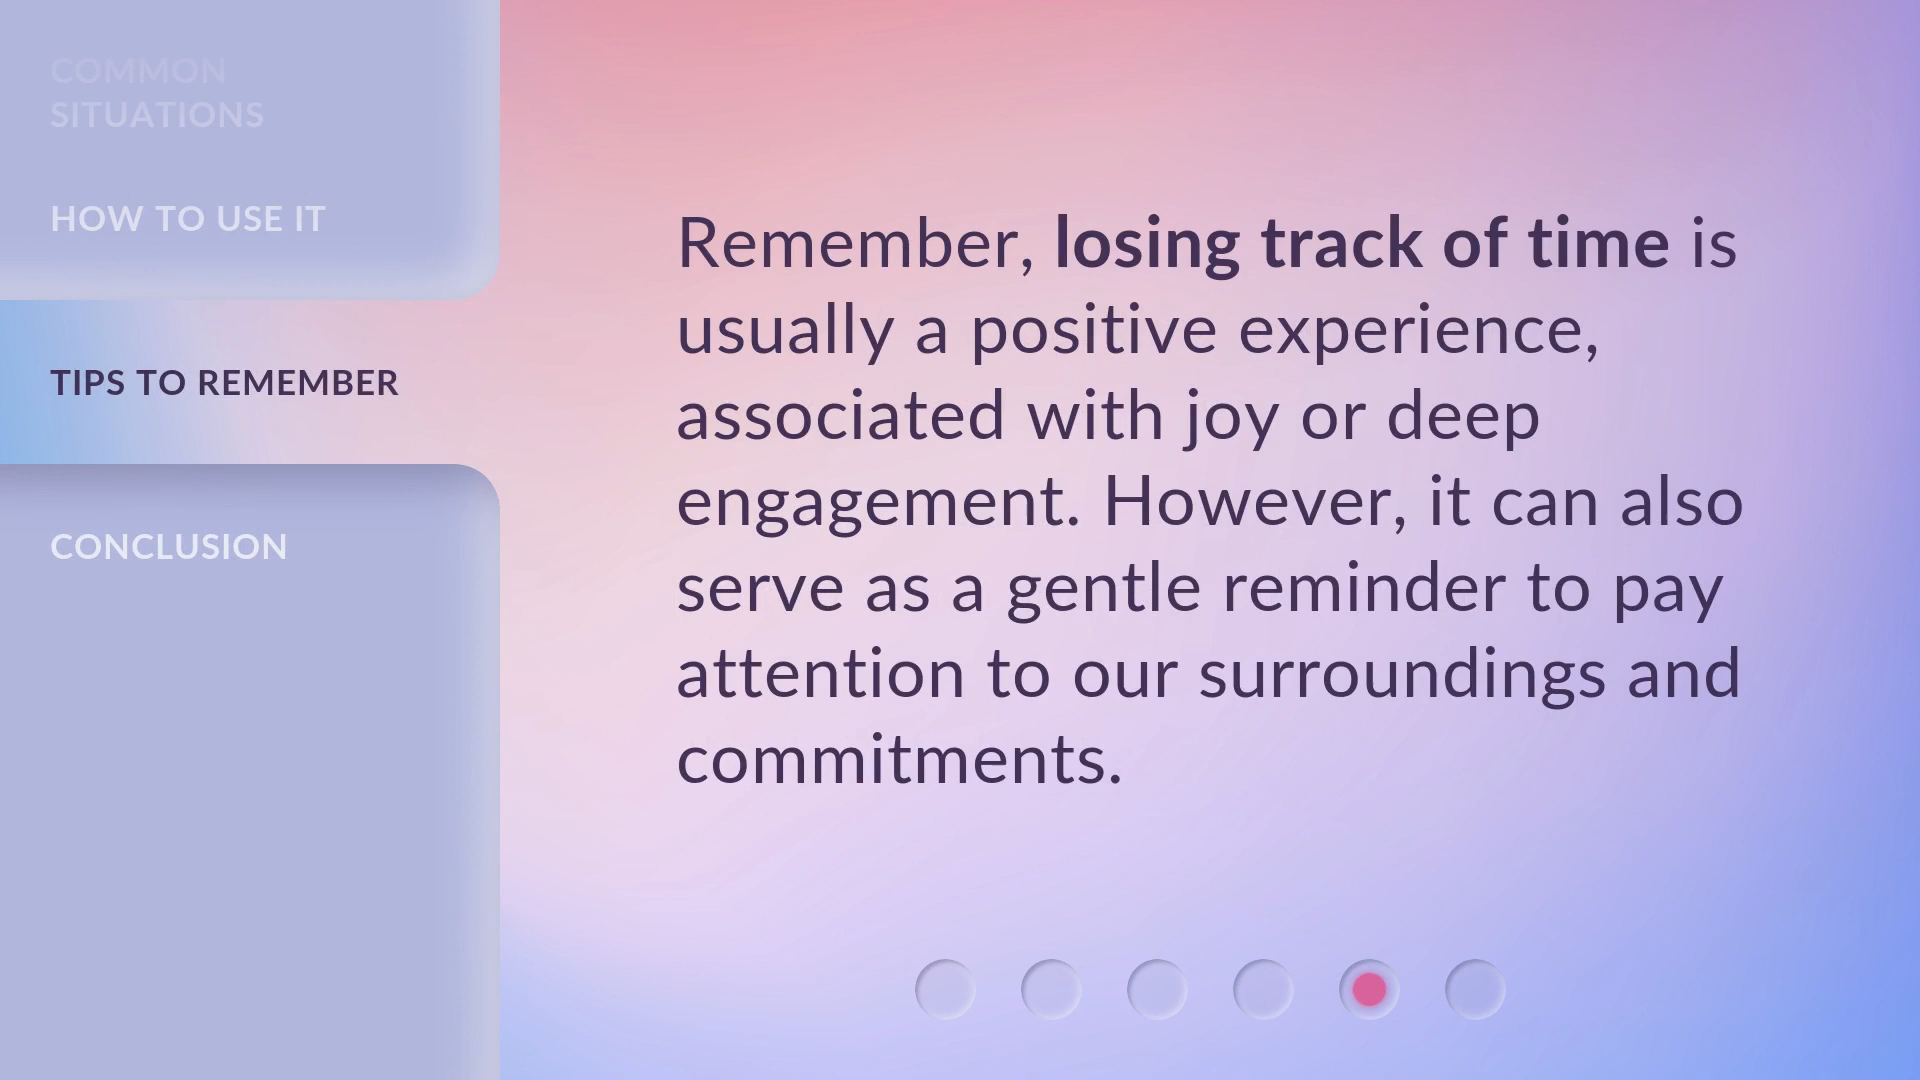 COMMON
SITUATIONS
HOW TO USE IT
TIPS TO REMEMBER
CONCLUSION
Remember, losing track of time is
usually a positive experience,
associated with joy or deep
engagement. However, it can also
serve as a gentle reminder to pay
attention to our surroundings and
commitments.